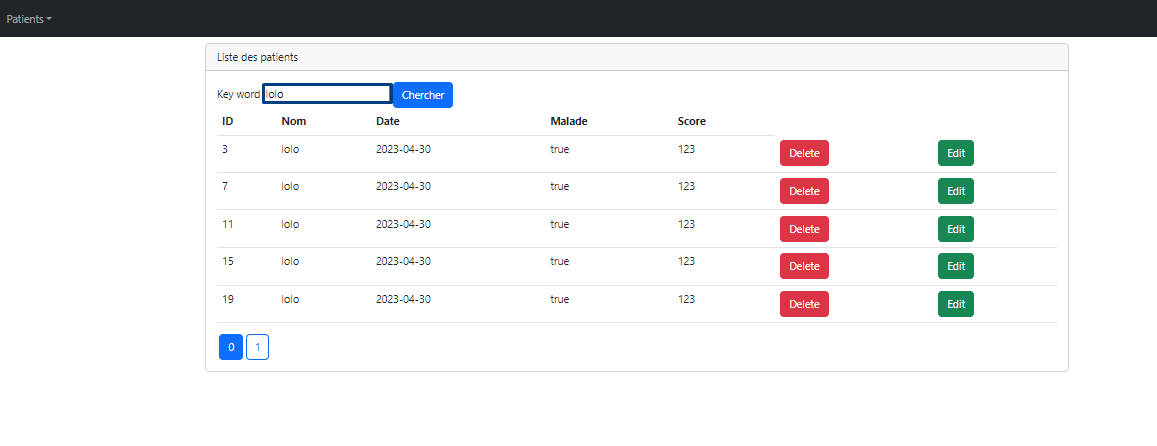 Patients
Liste des patients
Key word lolo Chercher
ID Nom Date Malade Score
3 lolo 2023-04-30 true 123 Delete Edit
7 lolo 2023-04-30 true 123 Delete Edit
11 lolo 2023-04-30 true 123 Delete Edit
15 lolo 2023-04-30 true 123 Delete Edit
19 lolo 2023-04-30 true 123 Delete Edit
0 1